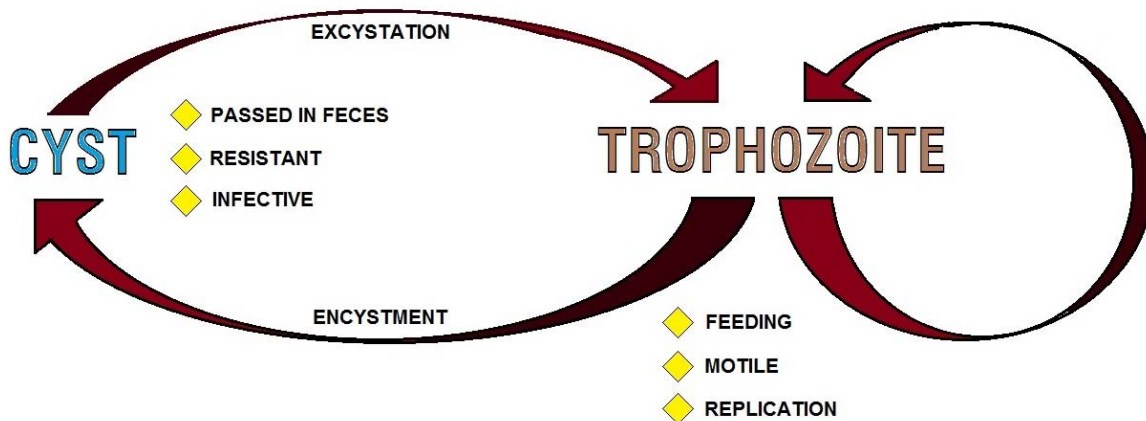 EXCYSTATION
CYST
PASSED IN FECES
RESISTANT
INFECTIVE
TROPHOZOITE
ENCYSTMENT
FEEDING
MOTILE
REPLICATION